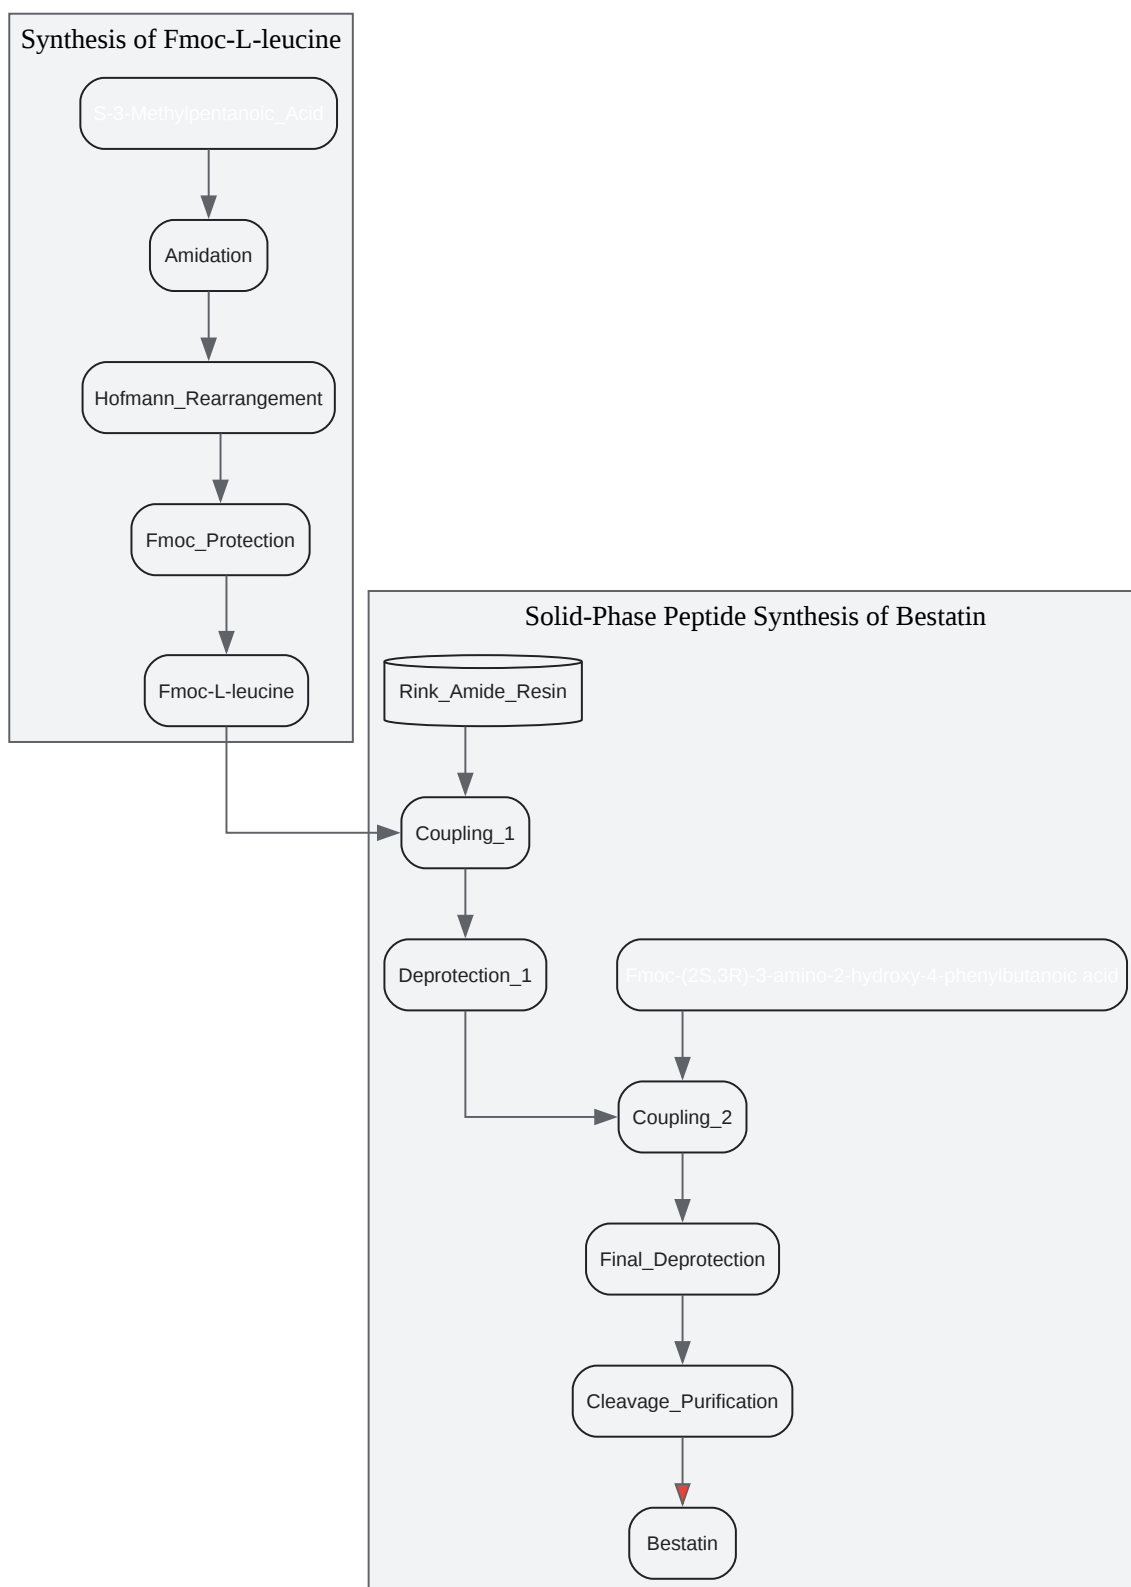 Synthesis of Fmoc-L-leucine
S-3-Methylpentanoic_Acid
Amidation
Hofmann_Rearrangement
Fmoc_Protection
Fmoc-L-leucine
Solid-Phase Peptide Synthesis of Bestatin
Rink_Amide_Resin
Coupling_1
Deprotection_1
Fmoc-(2S,3R)-3-amino-2-hydroxy-4-phenylbutanoic acid
Coupling_2
Final_Deprotection
Cleavage_Purification
Bestatin